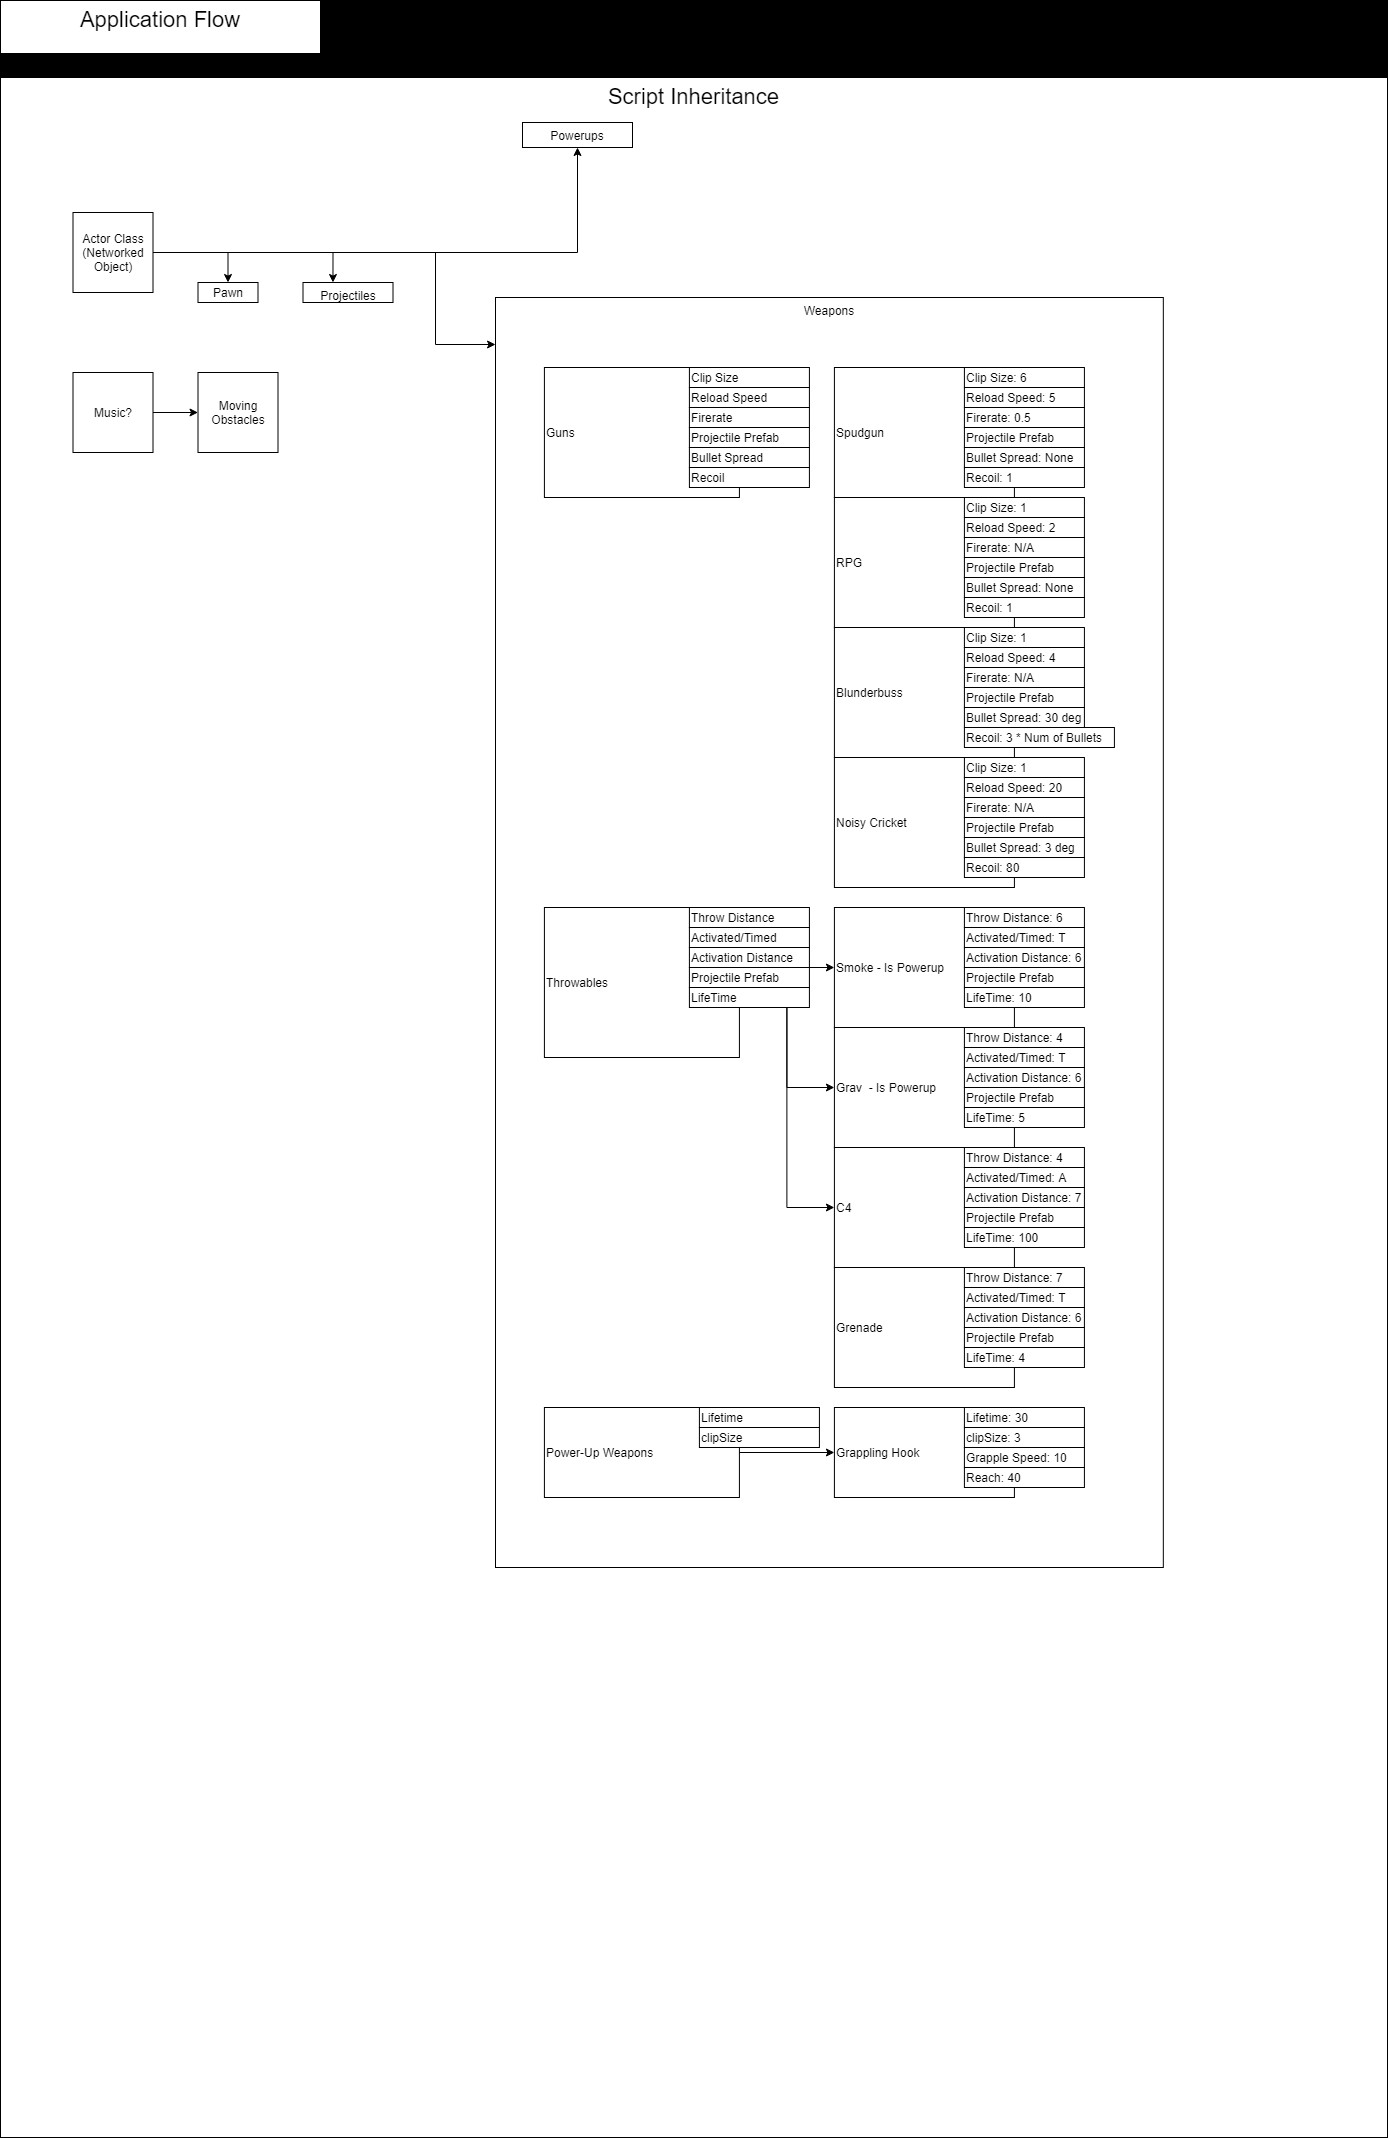 Application Flow
Script Inheritance
Powerups
Actor Class
(Networked
Object)
Pawn
Projectiles
Music?
Moving
Obstacles
Weapons
Guns
Clip Size
Reload Speed
Firerate
Projectile Prefab
Bullet Spread
Recoil
Spudgun
Clip Size: 6
Reload Speed: 5
Firerate: 0.5
Projectile Prefab
Bullet Spread: None
Recoil: 1
RPG
Clip Size: 1
Reload Speed: 2
Firerate: N/A
Projectile Prefab
Bullet Spread: None
Recoil: 1
Blunderbuss
Clip Size: 1
Reload Speed: 4
Firerate: N/A
Projectile Prefab
Bullet Spread: 30 deg
Recoil: 3 * Num of Bullets
Noisy Cricket
Clip Size: 1
Reload Speed: 20
Firerate: N/A
Projectile Prefab
Bullet Spread: 3 deg
Recoil: 80
Throwables
Throw Distance
Activated/Timed
Activation Distance
Projectile Prefab
LifeTime
Smoke - Is Powerup
Throw Distance: 6
Activated/Timed: T
Activation Distance: 6
Projectile Prefab
LifeTime: 10
Grav  - Is Powerup
Throw Distance: 4
Activated/Timed: T
Activation Distance: 6
Projectile Prefab
LifeTime: 5
C4
Throw Distance: 4
Activated/Timed: A
Activation Distance: 7
Projectile Prefab
LifeTime: 100
Grenade
Throw Distance: 7
Activated/Timed: T
Activation Distance: 6
Projectile Prefab
LifeTime: 4
Power-Up Weapons
Lifetime
clipSize
Grappling Hook
Lifetime: 30
clipSize: 3
Grapple Speed: 10
Reach: 40